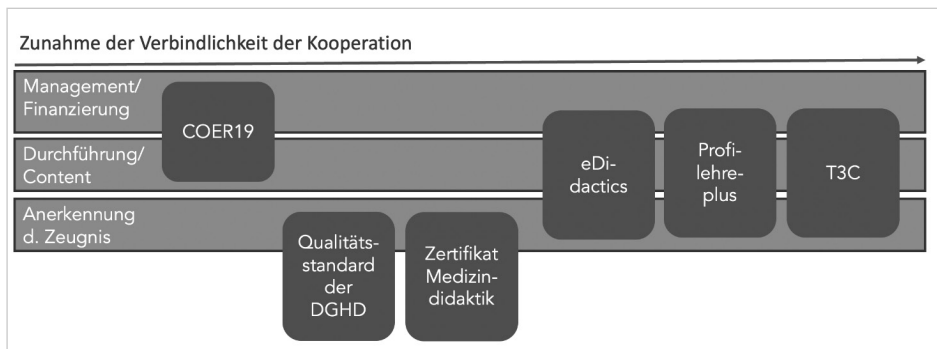 Zunahme der Verbindlichkeit der Kooperation
Management/
Finanzierung
COER19
Durchführung/
Content
eDi-
dactics
Profi-
lehre-
plus
T3C
Anerkennung
d. Zeugnis
Qualitäts-
standard
der
DGHD
Zertifikat
Medizin-
didaktik